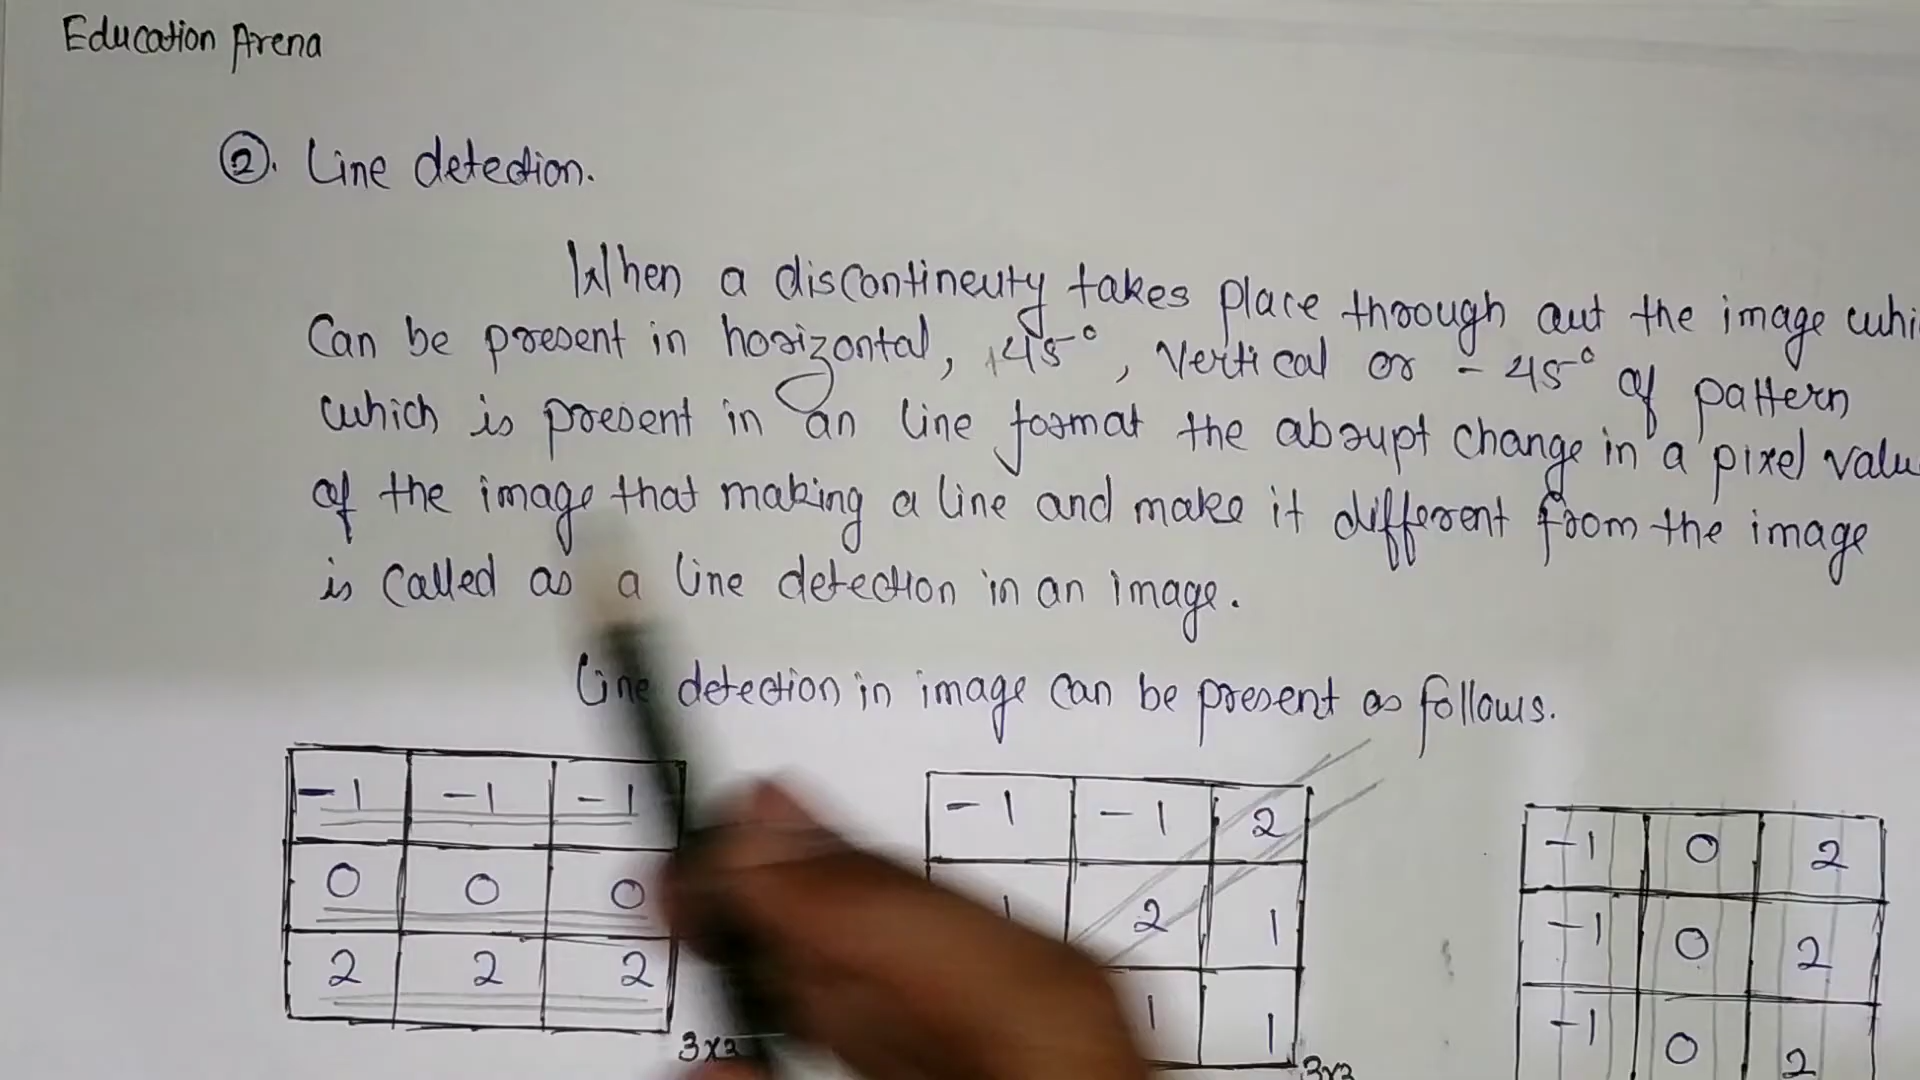 Education Arena
②. Line detection.
When a discontineuty takes place through out the image whi
Can be present in horizontal, +45°, Vertical or -45° of pattern
which is present in an line format the abrupt change in a pixel valu
of the image that making a line and make it different from the image
is called as a line detection in an image.
Line detection in image can be present as follows.
-1 -1 -1
0 0 0
2 2 2
3x3
-1 -1 2
2 1
1 1
3x3
-1 0 2
-1 0 2
-1 0 2